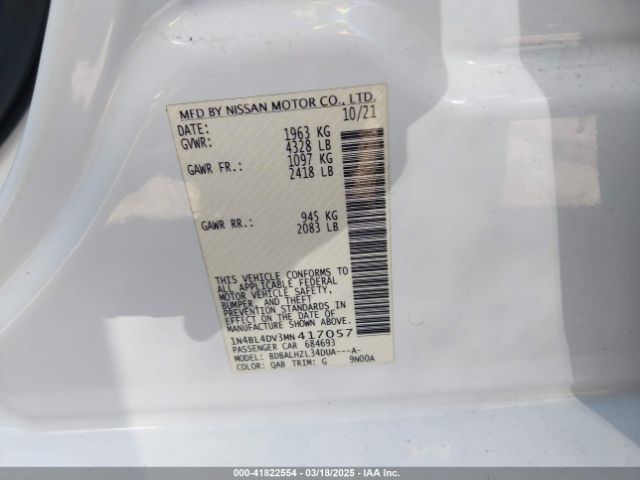 MFD BY NISSAN MOTOR CO., LTD.
DATE: 10/21
GVWR: 1963 KG
4328 LB
GAWR FR.: 1097 KG
2418 LB
GAWR RR.: 945 KG
2083 LB
THIS VEHICLE CONFORMS TO
ALL APPLICABLE FEDERAL
MOTOR VEHICLE SAFETY,
BUMPER, AND THEFT
PREVENTION STANDARDS IN
EFFECT ON THE DATE OF
MANUFACTURE SHOWN ABOVE.
1N4BL4DV3MN417057
PASSENGER CAR 684693
MODEL: BDBALHZL34DUA---A-
COLOR: QAB TRIM: G 9N00A
000-41822554 — 03/18/2025 — IAA